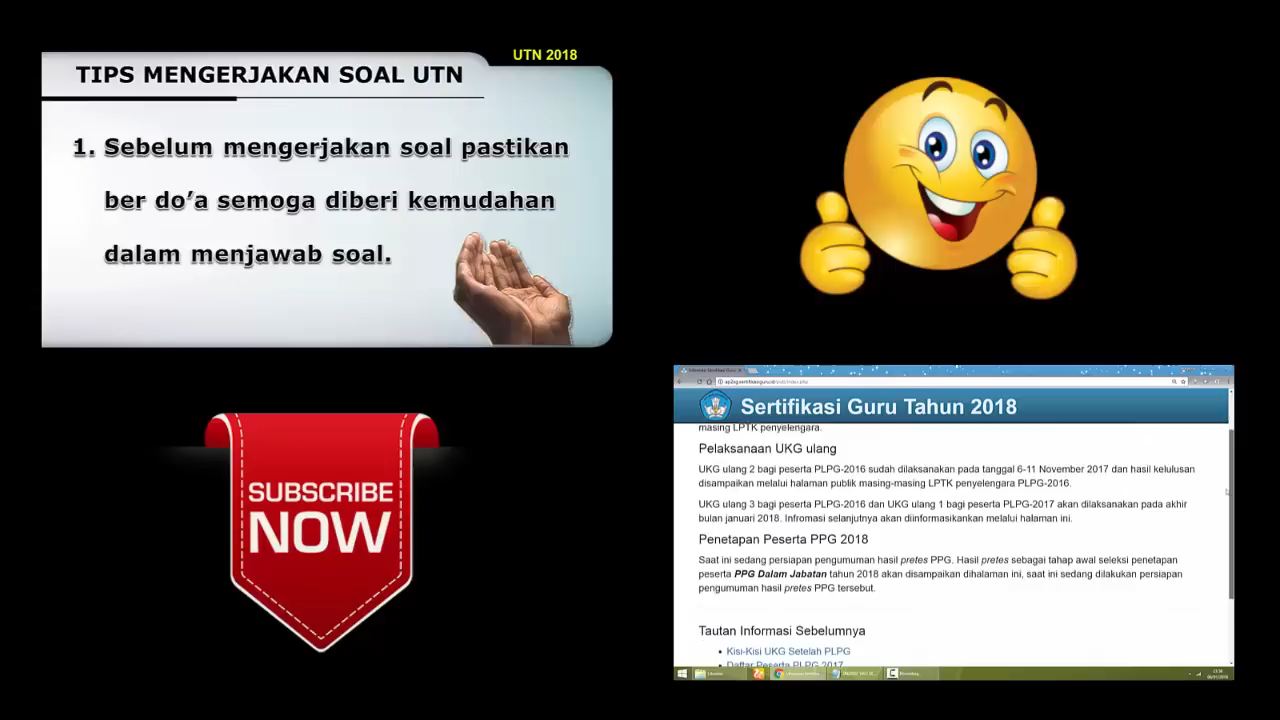 UTN 2018
TIPS MENGERJAKAN SOAL UTN
1. Sebelum mengerjakan soal pastikan
ber do’a semoga diberi kemudahan
dalam menjawab soal.
SUBSCRIBE
NOW
Sertifikasi Guru Tahun 2018
masing LPTK penyelengara.
Pelaksanaan UKG ulang
UKG ulang 2 bagi peserta PLPG-2016 sudah dilaksanakan pada tanggal 6-11 November 2017 dan hasil kelulusan
disampaikan melalui halaman publik masing-masing LPTK penyelengara PLPG-2016.
UKG ulang 3 bagi peserta PLPG-2016 dan UKG ulang 1 bagi peserta PLPG-2017 akan dilaksanakan pada akhir
bulan januari 2018. Infromasi selanjutnya akan diinformasikankan melalui halaman ini.
Penetapan Peserta PPG 2018
Saat ini sedang persiapan pengumuman hasil pretes PPG. Hasil pretes sebagai tahap awal seleksi penetapan
peserta PPG Dalam Jabatan tahun 2018 akan disampaikan dihalaman ini, saat ini sedang dilakukan persiapan
pengumuman hasil pretes PPG tersebut.
Tautan Informasi Sebelumnya
• Kisi-Kisi UKG Setelah PLPG
• Daftar Peserta PLPG 2017